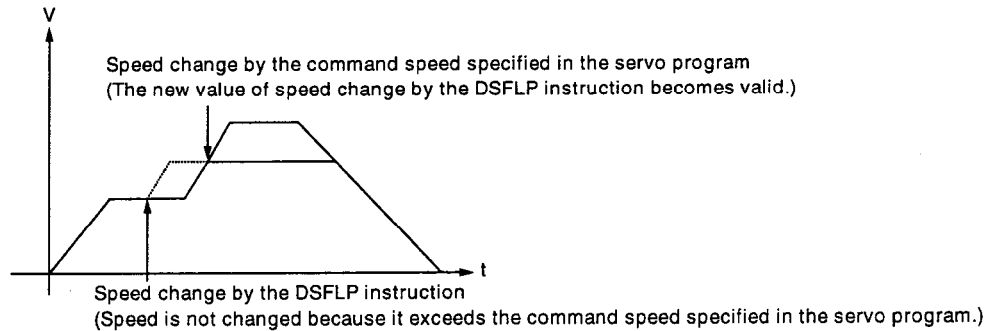 V
Speed change by the command speed specified in the servo program
(The new value of speed change by the DSFLP instruction becomes valid.)
t
Speed change by the DSFLP instruction
(Speed is not changed because it exceeds the command speed specified in the servo program.)